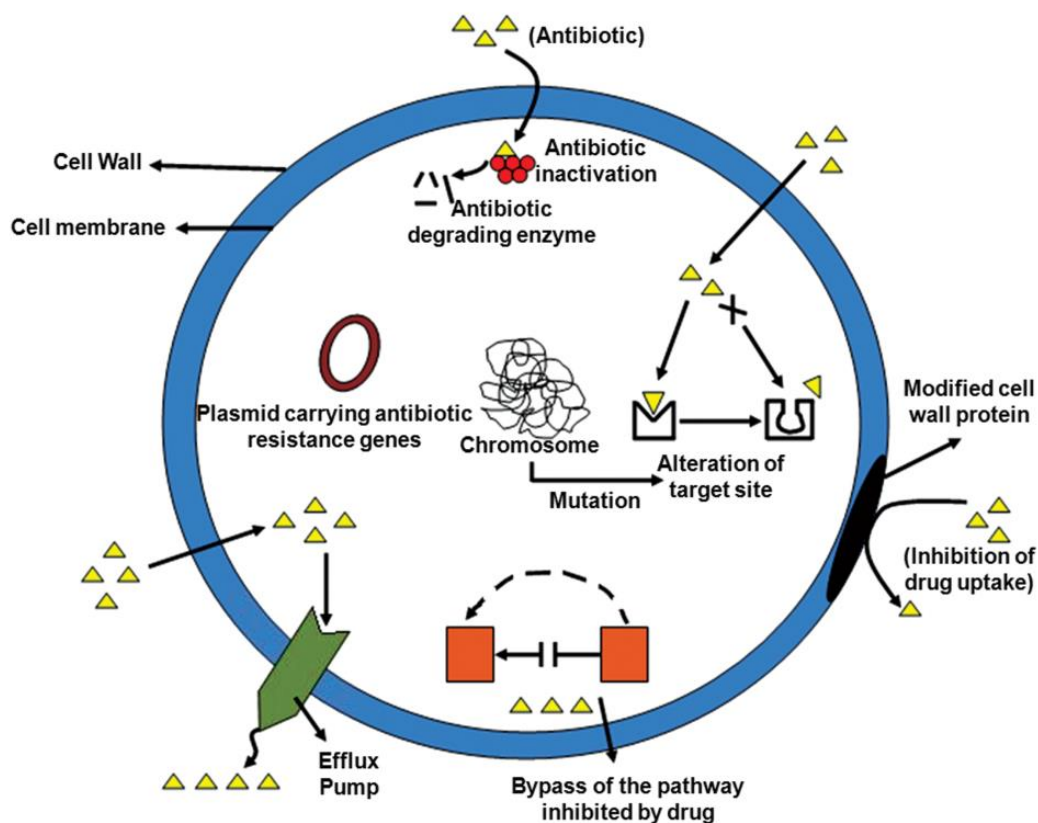 (Antibiotic)
Antibiotic
inactivation
Cell Wall
Antibiotic
degrading enzyme
Cell membrane
Plasmid carrying antibiotic
resistance genes
Chromosome
Mutation
Alteration of
target site
Modified cell
wall protein
(Inhibition of
drug uptake)
Efflux
Pump
Bypass of the pathway
inhibited by drug